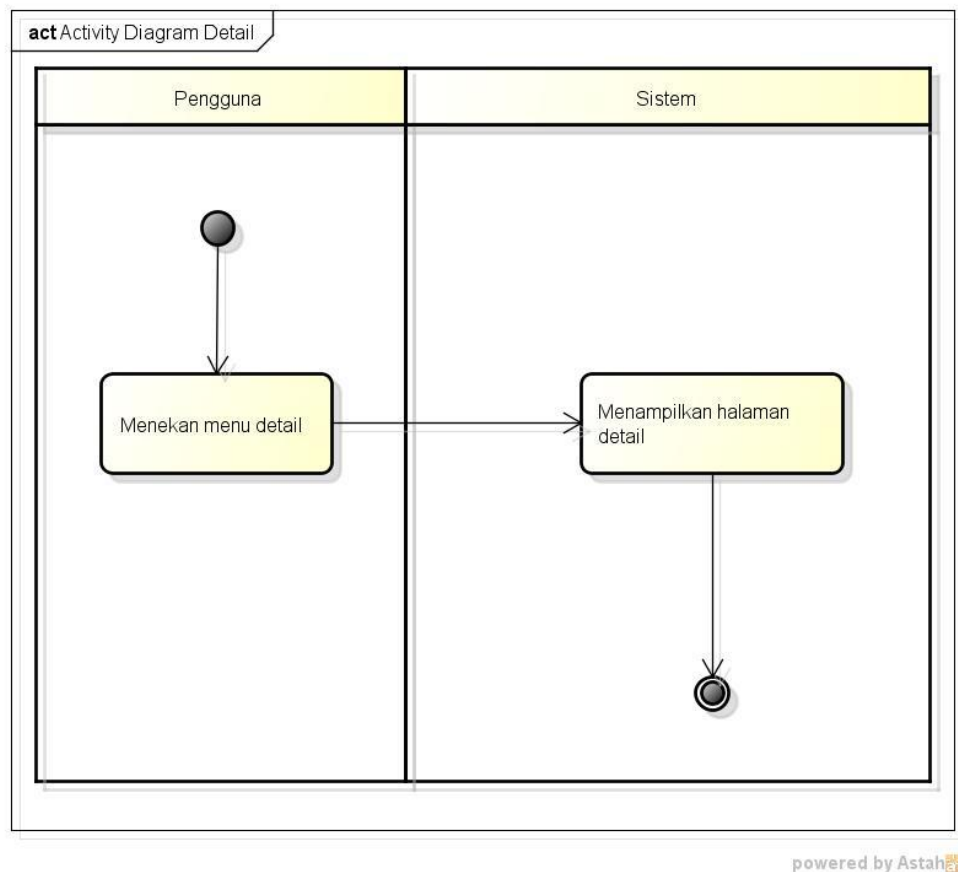 act Activity Diagram Detail
Pengguna
Sistem
Menekan menu detail
Menampilkan halaman
detail
powered by Astah